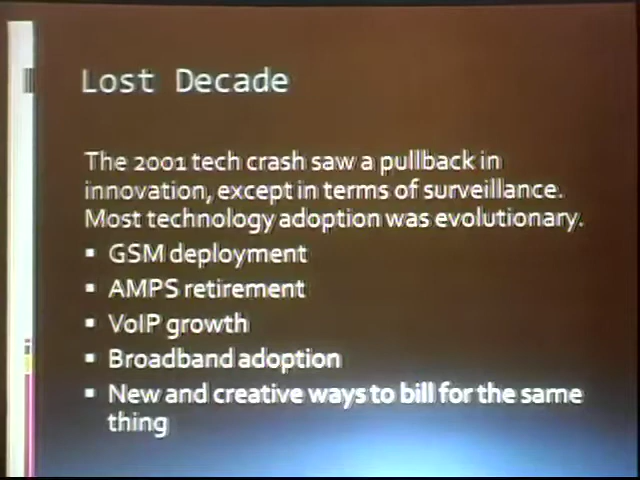 Lost Decade
The 2001 tech crash saw a pullback in
innovation, except in terms of surveillance.
Most technology adoption was evolutionary.
▪ GSM deployment
▪ AMPS retirement
▪ VoIP growth
▪ Broadband adoption
▪ New and creative ways to bill for the same
thing